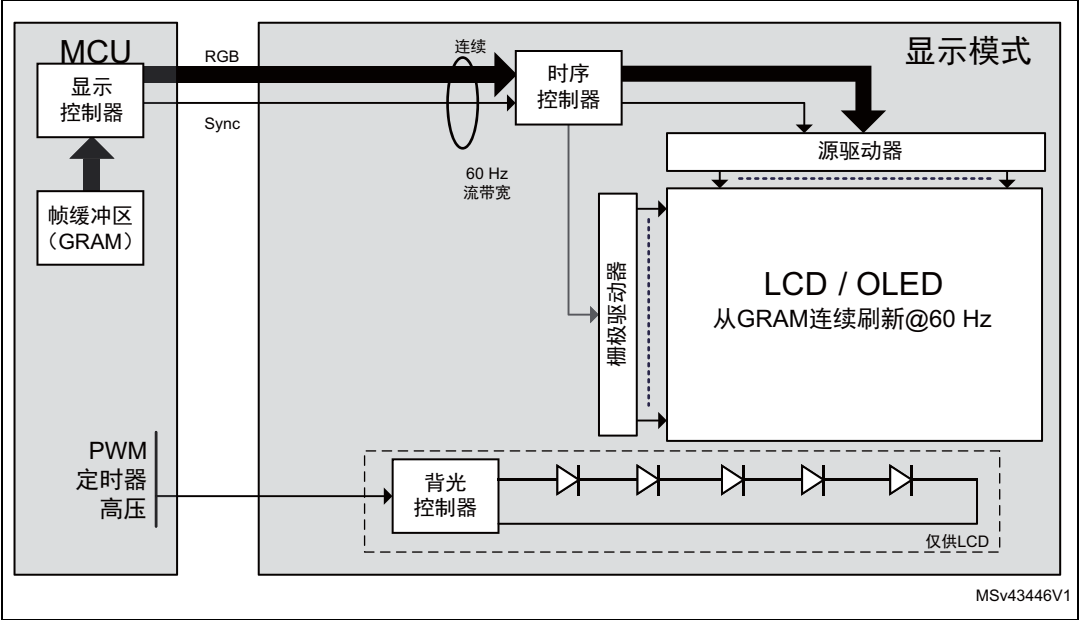 MCU
显示
控制器
帧缓冲区
（GRAM）
PWM
定时器
高压
RGB
Sync
连续
60 Hz
流带宽
显示模式
时序
控制器
源驱动器
栅极驱动器
LCD / OLED
从GRAM连续刷新@60 Hz
背光
控制器
仅供LCD
MSv43446V1